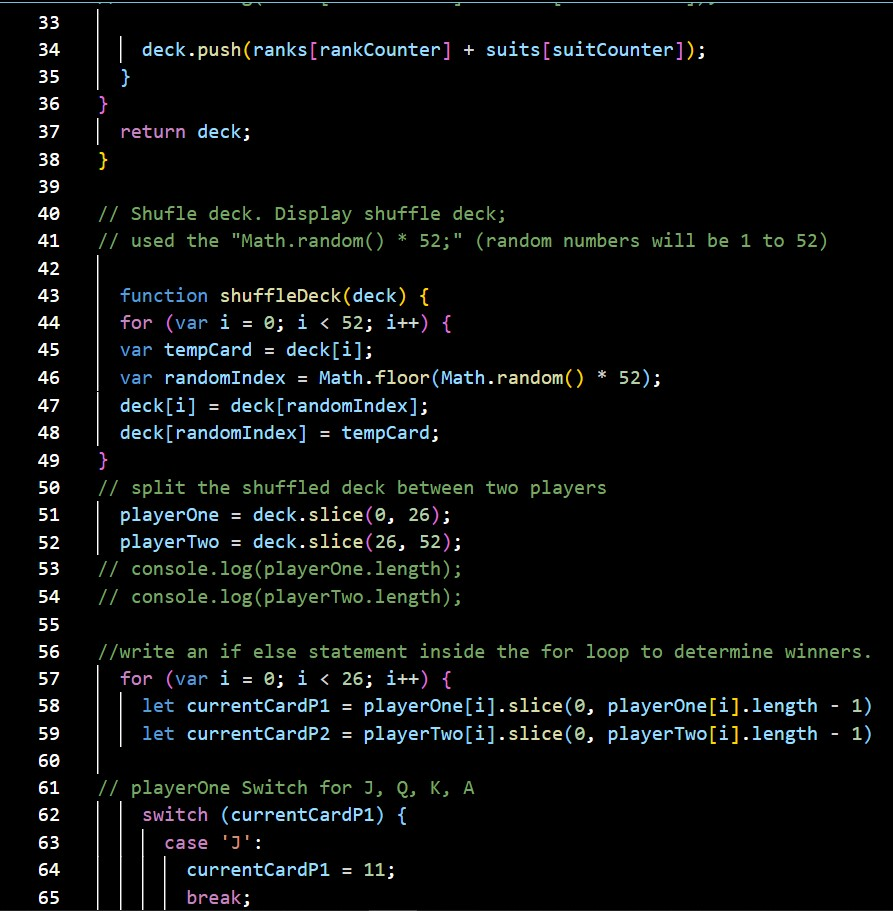 33
34 deck.push(ranks[rankCounter] + suits[suitCounter]);
35 }
36 }
37 return deck;
38 }
39
40 // Shufle deck. Display shuffle deck;
41 // used the "Math.random() * 52;" (random numbers will be 1 to 52)
42
43 function shuffleDeck(deck) {
44 for (var i = 0; i < 52; i++) {
45 var tempCard = deck[i];
46 var randomIndex = Math.floor(Math.random() * 52);
47 deck[i] = deck[randomIndex];
48 deck[randomIndex] = tempCard;
49 }
50 // split the shuffled deck between two players
51 playerOne = deck.slice(0, 26);
52 playerTwo = deck.slice(26, 52);
53 // console.log(playerOne.length);
54 // console.log(playerTwo.length);
55
56 //write an if else statement inside the for loop to determine winners.
57 for (var i = 0; i < 26; i++) {
58 let currentCardP1 = playerOne[i].slice(0, playerOne[i].length - 1)
59 let currentCardP2 = playerTwo[i].slice(0, playerTwo[i].length - 1)
60
61 // playerOne Switch for J, Q, K, A
62 switch (currentCardP1) {
63 case 'J':
64 currentCardP1 = 11;
65 break;